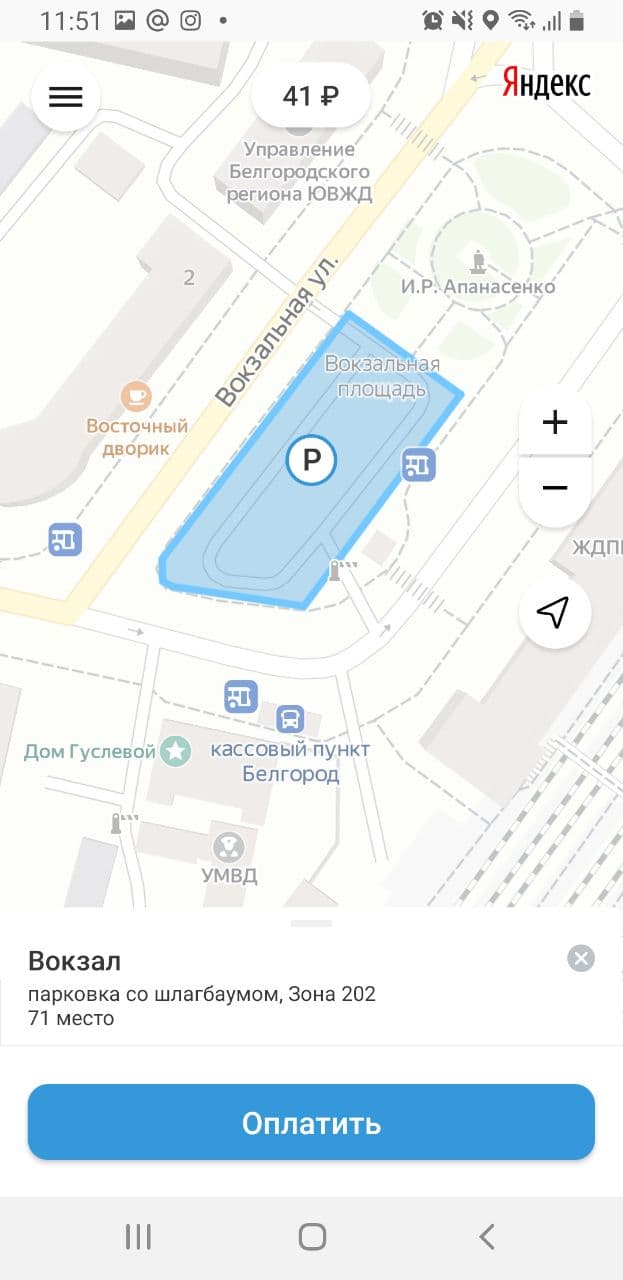 11:51
41 ₽
Яндекс
Управление
Белгородского
региона ЮВЖД
2
Вокзальная ул.
И.Р. Апанасенко
Вокзальная
площадь
Восточный
дворик
P
ЖДПП
Дом Гуслевой
кассовый пункт
Белгород
УМВД
Вокзал
парковка со шлагбаумом, Зона 202
71 место
Оплатить